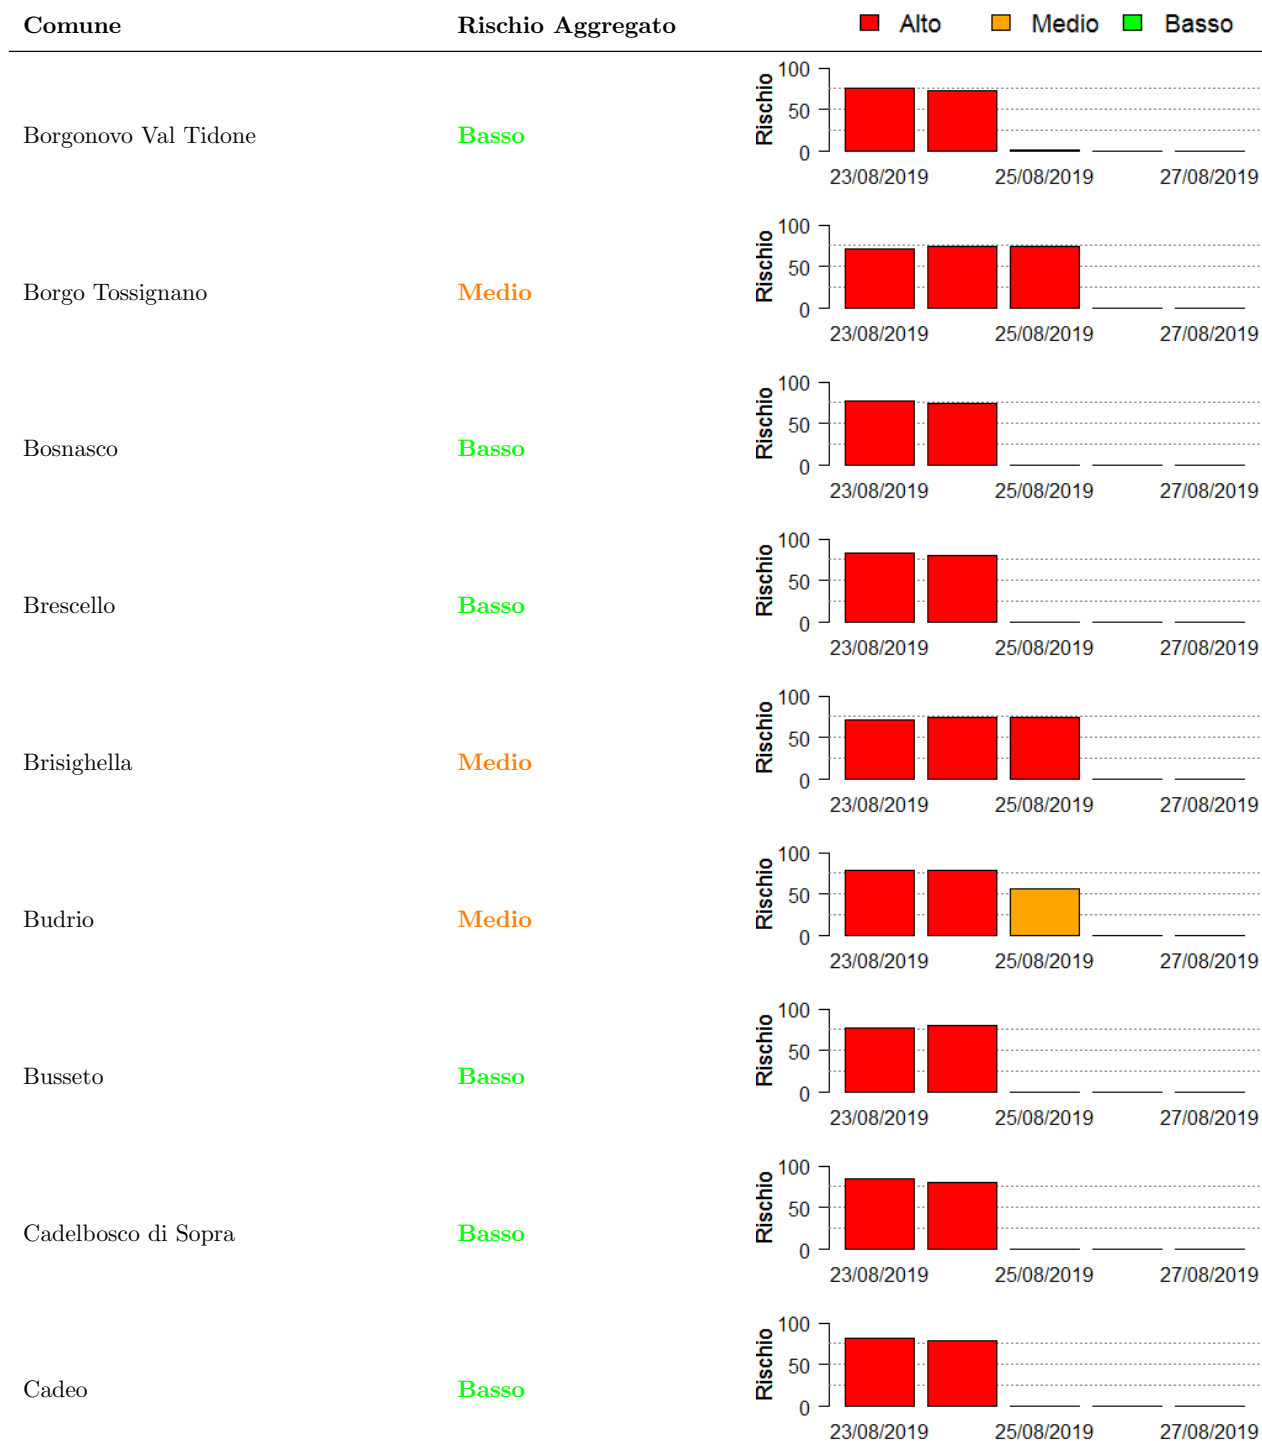 Comune Rischio Aggregato Alto Medio Basso
Borgonovo Val Tidone Basso Rischio 100 50 0
23/08/2019 25/08/2019 27/08/2019
Borgo Tossignano Medio Rischio 100 50 0
23/08/2019 25/08/2019 27/08/2019
Bosnasco Basso Rischio 100 50 0
23/08/2019 25/08/2019 27/08/2019
Brescello Basso Rischio 100 50 0
23/08/2019 25/08/2019 27/08/2019
Brisighella Medio Rischio 100 50 0
23/08/2019 25/08/2019 27/08/2019
Budrio Medio Rischio 100 50 0
23/08/2019 25/08/2019 27/08/2019
Busseto Basso Rischio 100 50 0
23/08/2019 25/08/2019 27/08/2019
Cadelbosco di Sopra Basso Rischio 100 50 0
23/08/2019 25/08/2019 27/08/2019
Cadeo Basso Rischio 100 50 0
23/08/2019 25/08/2019 27/08/2019